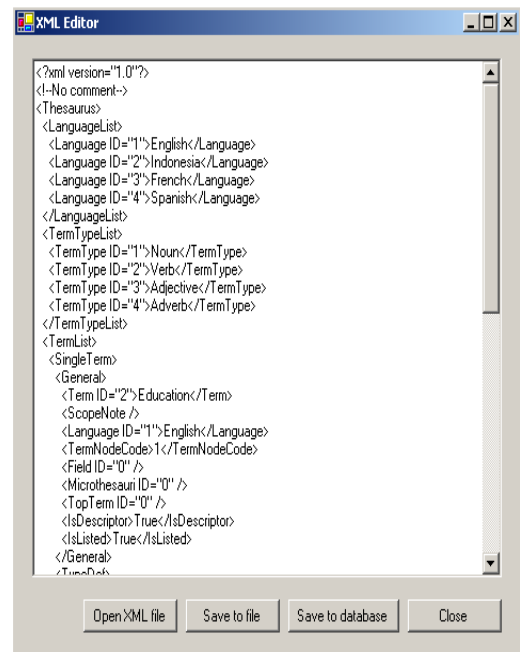 XML Editor
<?xml version="1.0"?>
<!--No comment-->
<Thesaurus>
<LanguageList>
<Language ID="1">English</Language>
<Language ID="2">Indonesia</Language>
<Language ID="3">French</Language>
<Language ID="4">Spanish</Language>
</LanguageList>
<TermTypeList>
<TermType ID="1">Noun</TermType>
<TermType ID="2">Verb</TermType>
<TermType ID="3">Adjective</TermType>
<TermType ID="4">Adverb</TermType>
</TermTypeList>
<TermList>
<SingleTerm>
<General>
<Term ID="2">Education</Term>
<ScopeNote />
<Language ID="1">English</Language>
<TermNodeCode>1</TermNodeCode>
<Field ID="0" />
<Microthesauri ID="0" />
<TopTerm ID="0" />
<IsDescriptor>True</IsDescriptor>
<IsListed>True</IsListed>
</General>
Open XML file Save to file Save to database Close